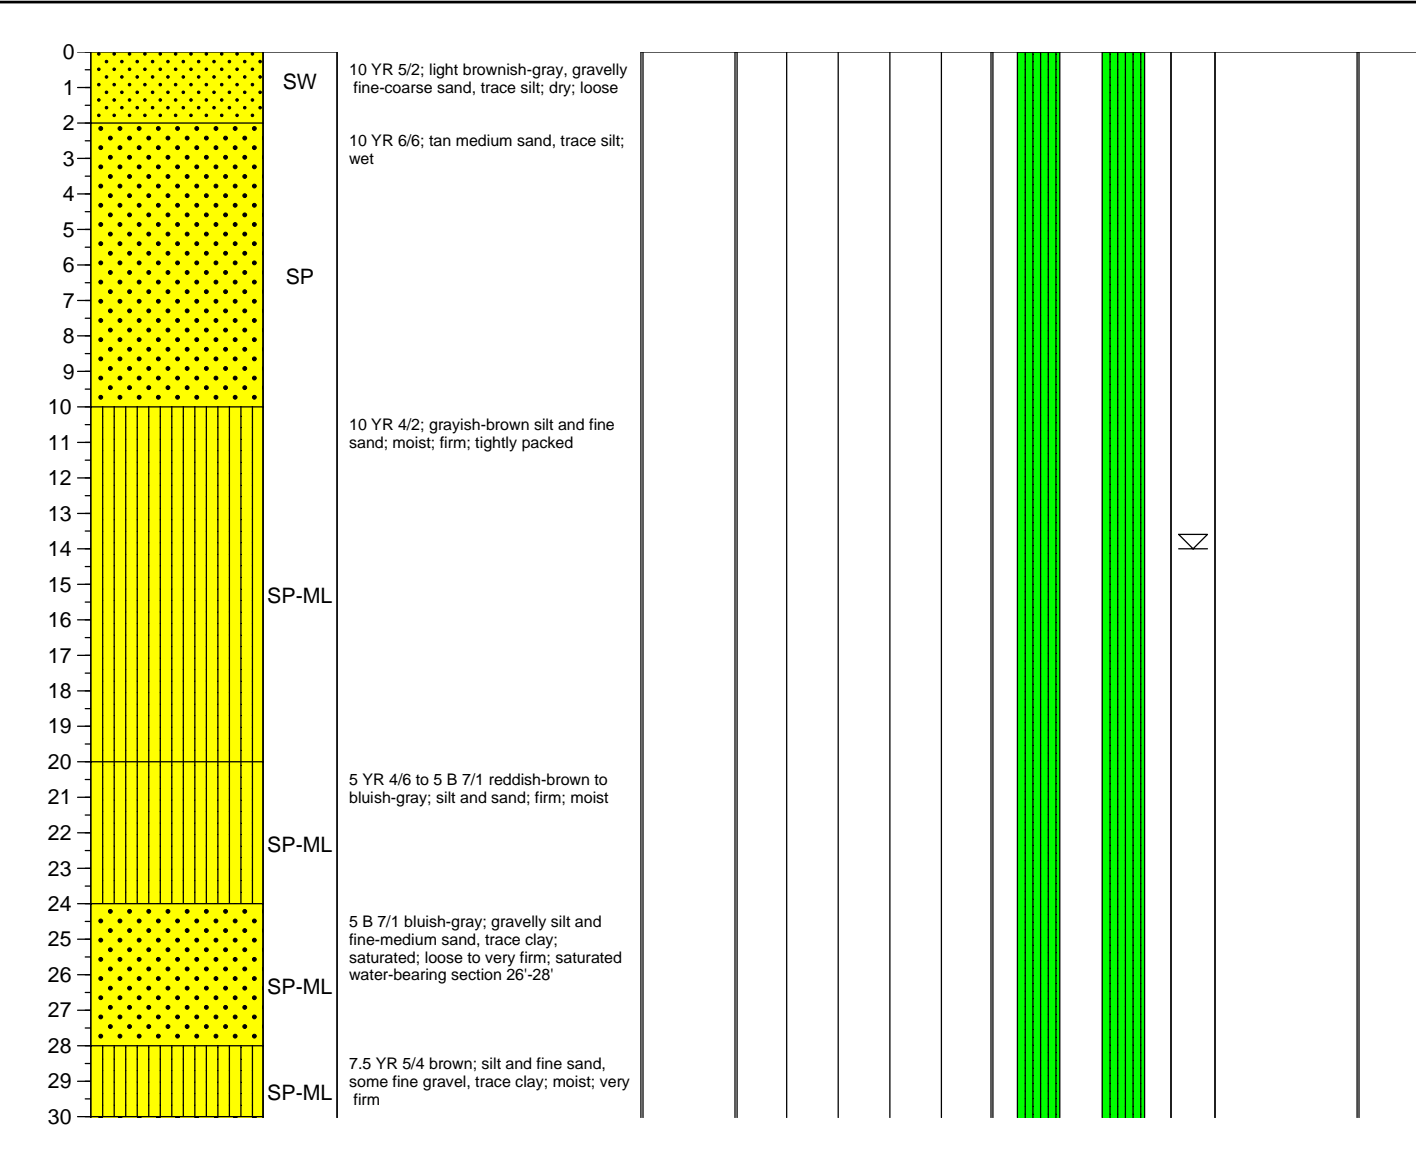 0
1
2
3
4
5
6
7
8
9
10
11
12
13
14
15
16
17
18
19
20
21
22
23
24
25
26
27
28
29
30
SW
SP
SP-ML
SP-ML
SP-ML
SP-ML
10 YR 5/2; light brownish-gray, gravelly
fine-coarse sand, trace silt; dry; loose
10 YR 6/6; tan medium sand, trace silt;
wet
10 YR 4/2; grayish-brown silt and fine
sand; moist; firm; tightly packed
5 YR 4/6 to 5 B 7/1 reddish-brown to
bluish-gray; silt and sand; firm; moist
5 B 7/1 bluish-gray; gravelly silt and
fine-medium sand, trace clay;
saturated; loose to very firm; saturated
water-bearing section 26'-28'
7.5 YR 5/4 brown; silt and fine sand,
some fine gravel, trace clay; moist; very
firm